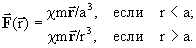 F⃗(r⃗) = { χmr⃗/a³, если r < a,
χmr⃗/r³, если r > a.